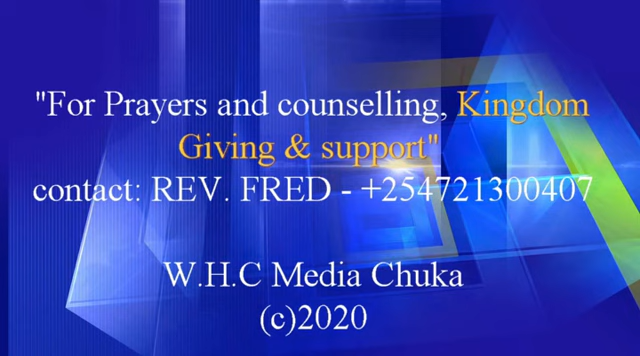 "For Prayers and counselling, Kingdom
Giving & support"
contact: REV. FRED - +254721300407
W.H.C Media Chuka
(c)2020